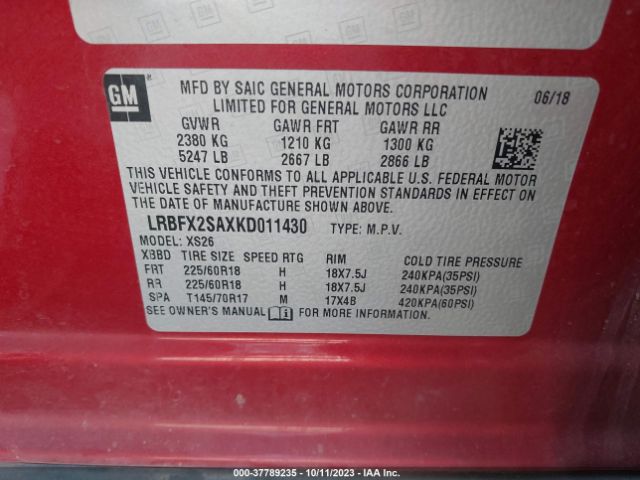 GM GM GM GM
GM
MFD BY SAIC GENERAL MOTORS CORPORATION
LIMITED FOR GENERAL MOTORS LLC
06/18
GVWR GAWR FRT GAWR RR
2380 KG 1210 KG 1300 KG
5247 LB 2667 LB 2866 LB
THIS VEHICLE CONFORMS TO ALL APPLICABLE U.S. FEDERAL MOTOR
VEHICLE SAFETY AND THEFT PREVENTION STANDARDS IN EFFECT ON
THE DATE OF MANUFACTURE SHOWN ABOVE.
LRBFX2SAXKD011430 TYPE: M.P.V.
MODEL: XS26
XBBD TIRE SIZE SPEED RTG RIM COLD TIRE PRESSURE
FRT 225/60R18 H 18X7.5J 240KPA(35PSI)
RR 225/60R18 H 18X7.5J 240KPA(35PSI)
SPA T145/70R17 M 17X4B 420KPA(60PSI)
SEE OWNER'S MANUAL FOR MORE INFORMATION.
000-37789235 - 10/11/2023 - IAA Inc.